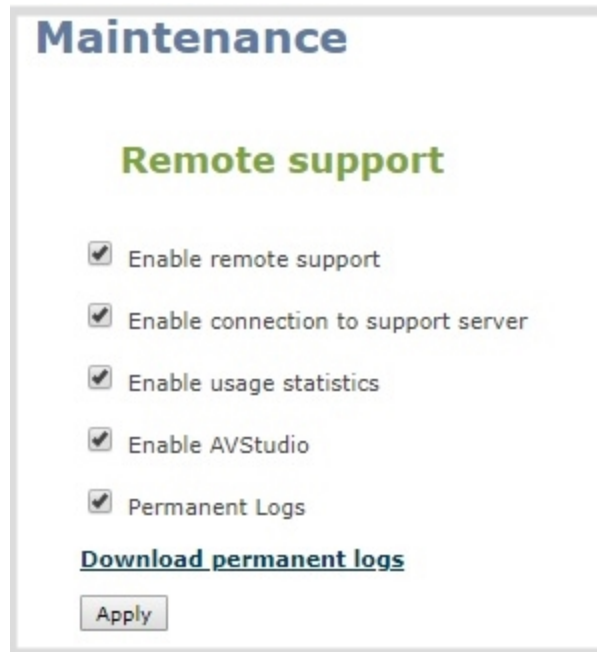 Maintenance
Remote support
Enable remote support
Enable connection to support server
Enable usage statistics
Enable AVStudio
Permanent Logs
Download permanent logs
Apply